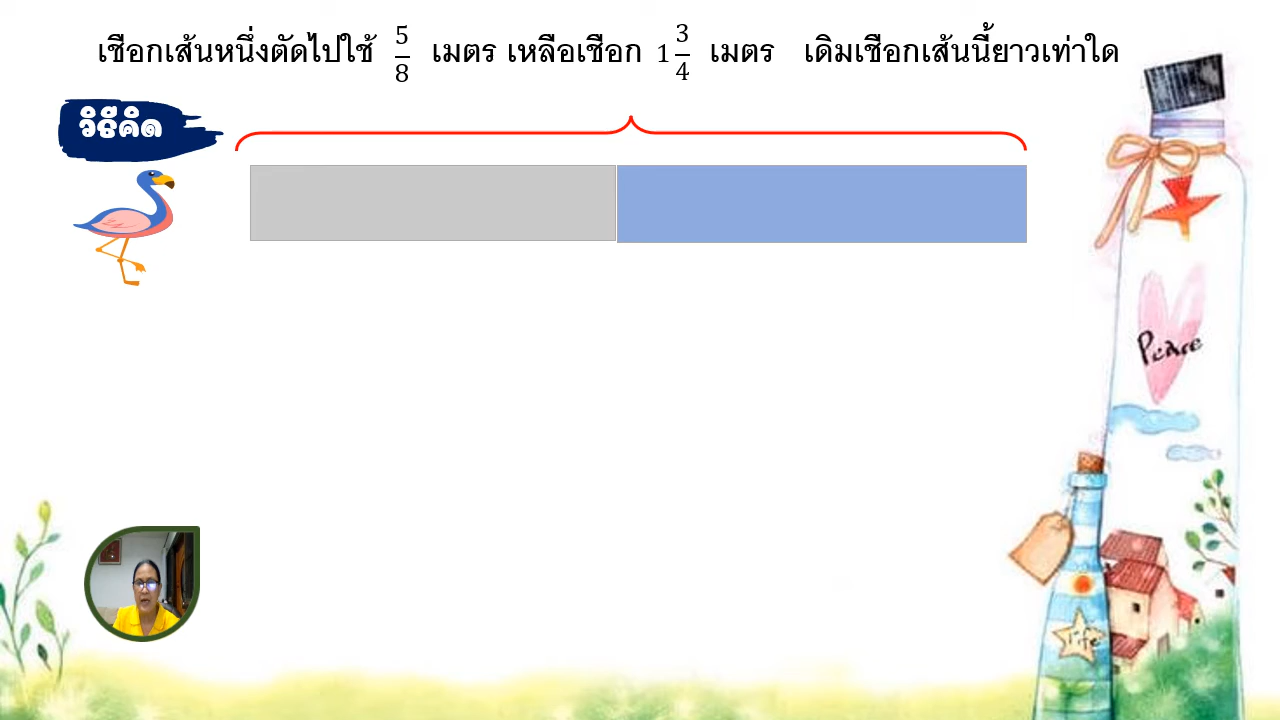 เชือกเส้นหนึ่งตัดไปใช้ 5/8 เมตร เหลือเชือก 1 3/4 เมตร เดิมเชือกเส้นนี้ยาวเท่าใด
วิธีคิด
Peace
life